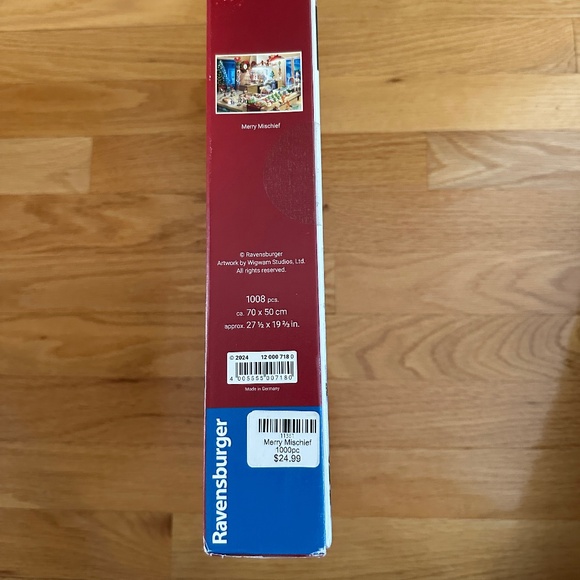 Merry Mischief
© Ravensburger
Artwork by Wigwam Studios, Ltd.
All rights reserved.
1008 pcs.
ca. 70 x 50 cm
approx. 27 ½ x 19 ⅔ in.
© 2024 12 000 718 0
4 005555 007180
Made in Germany
Ravensburger
Merry Mischief
1000pc
$24.99